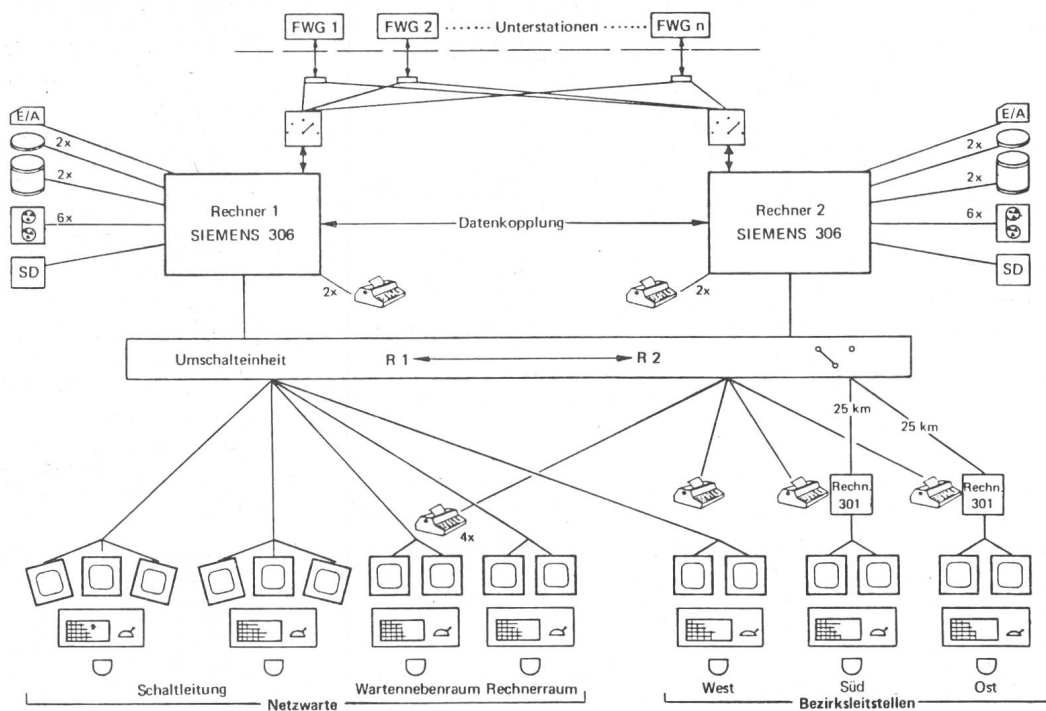 FWG 1 FWG 2 ....... Unterstationen ....... FWG n
E/A E/A
2x 2x
2x 2x
6x 6x
SD SD
Rechner 1 Rechner 2
SIEMENS 306 Datenkopplung SIEMENS 306
2x 2x
Umschalteinheit R 1 R 2
25 km
25 km
Rechn. Rechn.
301 301
4x
Schaltleitung Wartennebenraum Rechnerraum West Süd Ost
Netzwarte Bezirksleitstellen